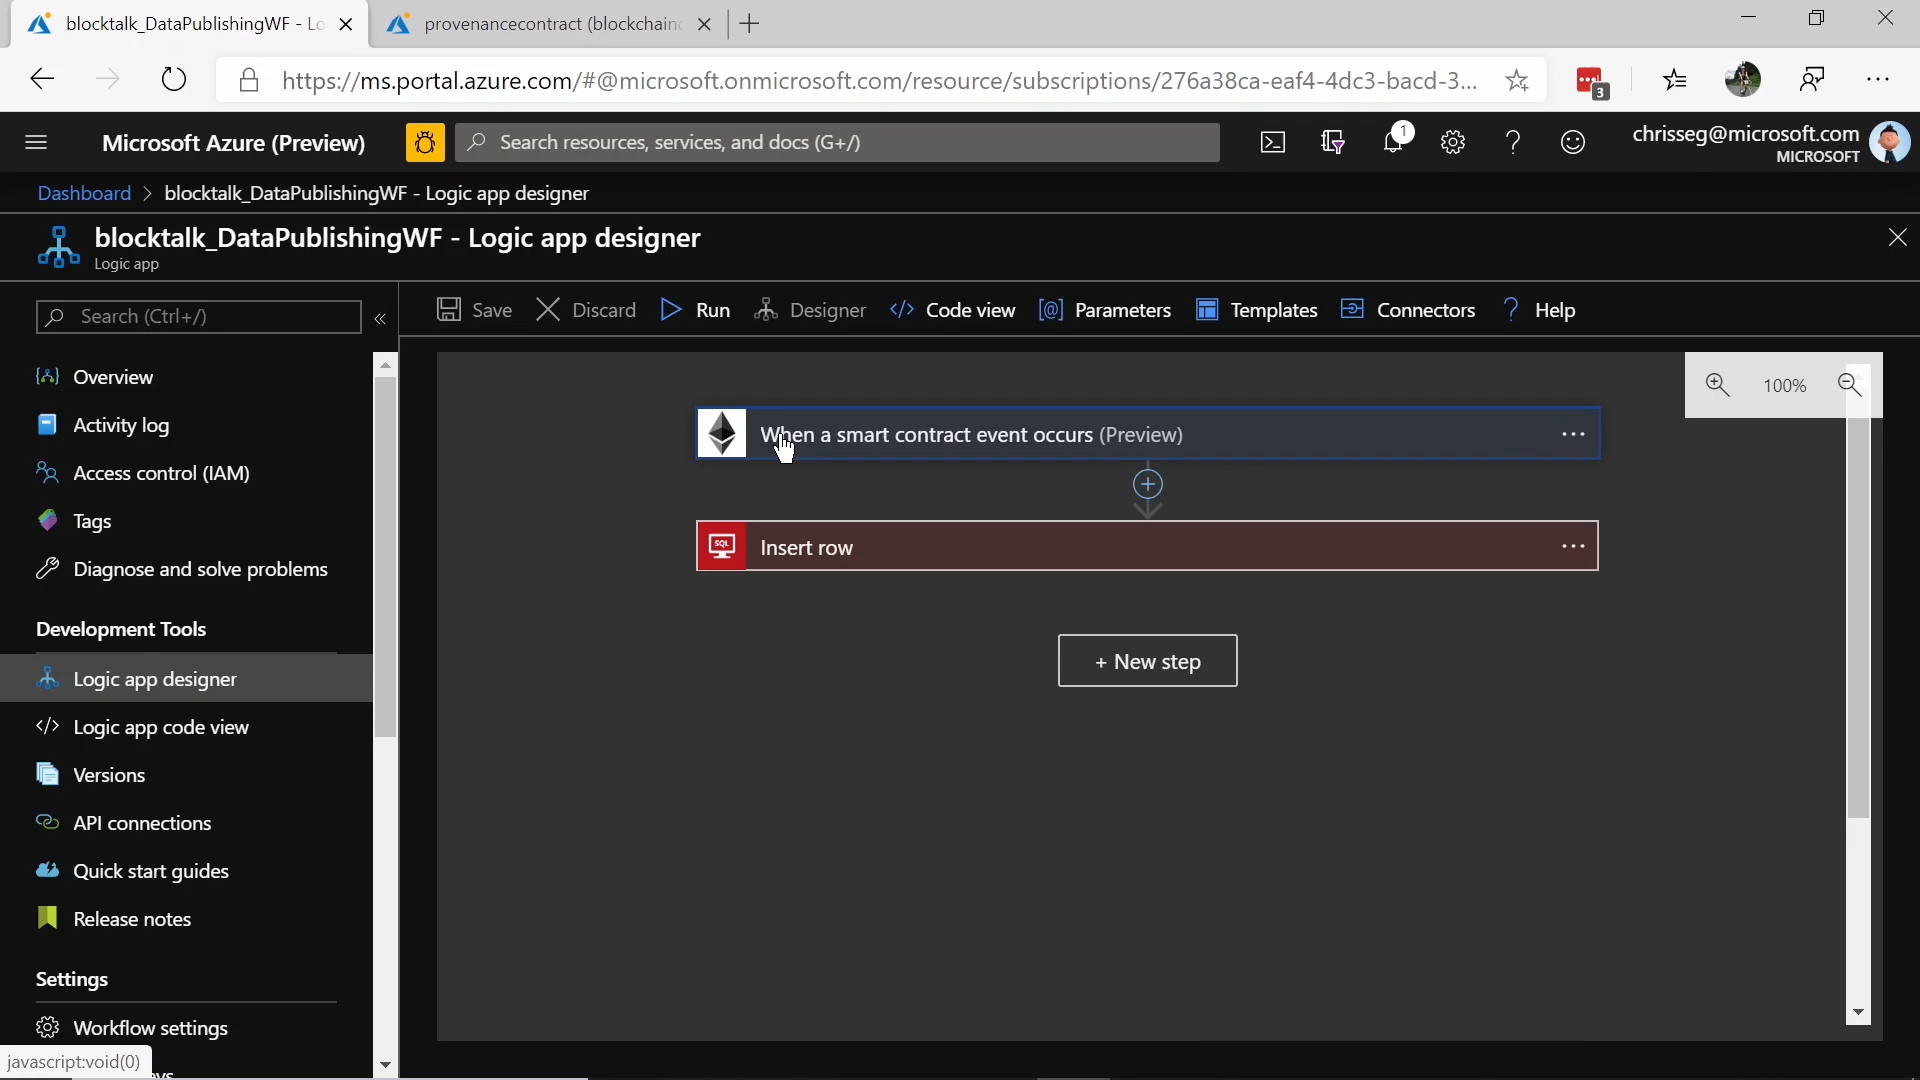 blocktalk_DataPublishingWF - Lo
provenancecontract (blockchain
https://ms.portal.azure.com/#@microsoft.onmicrosoft.com/resource/subscriptions/276a38ca-eaf4-4dc3-bacd-3...
3
Microsoft Azure (Preview)
Search resources, services, and docs (G+/)
1
chrisseg@microsoft.com
MICROSOFT
Dashboard > blocktalk_DataPublishingWF - Logic app designer
blocktalk_DataPublishingWF - Logic app designer
Logic app
Search (Ctrl+/)
«
Save
Discard
Run
Designer
Code view
Parameters
Templates
Connectors
? Help
Overview
Activity log
Access control (IAM)
Tags
Diagnose and solve problems
Development Tools
Logic app designer
Logic app code view
Versions
API connections
Quick start guides
Release notes
Settings
Workflow settings
javascript:void(0)
100%
When a smart contract event occurs (Preview)
SQL
Insert row
+ New step